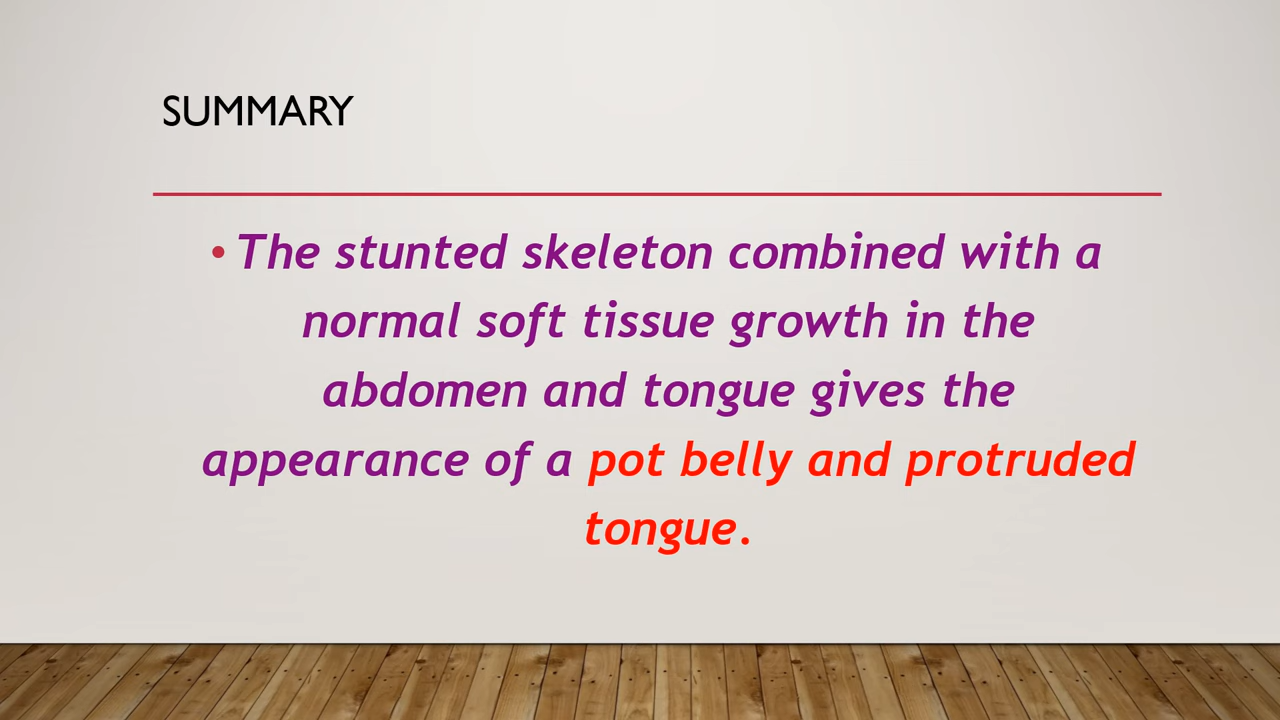 SUMMARY
• The stunted skeleton combined with a
normal soft tissue growth in the
abdomen and tongue gives the
appearance of a pot belly and protruded
tongue.